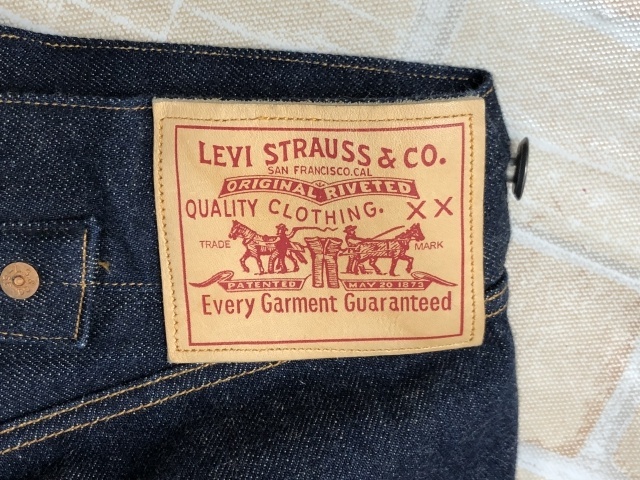 LEVI STRAUSS & CO.
SAN FRANCISCO.CAL
ORIGINAL RIVETED
QUALITY CLOTHING. XX
TRADE MARK
PATENTED MAY 20 1873
Every Garment Guaranteed